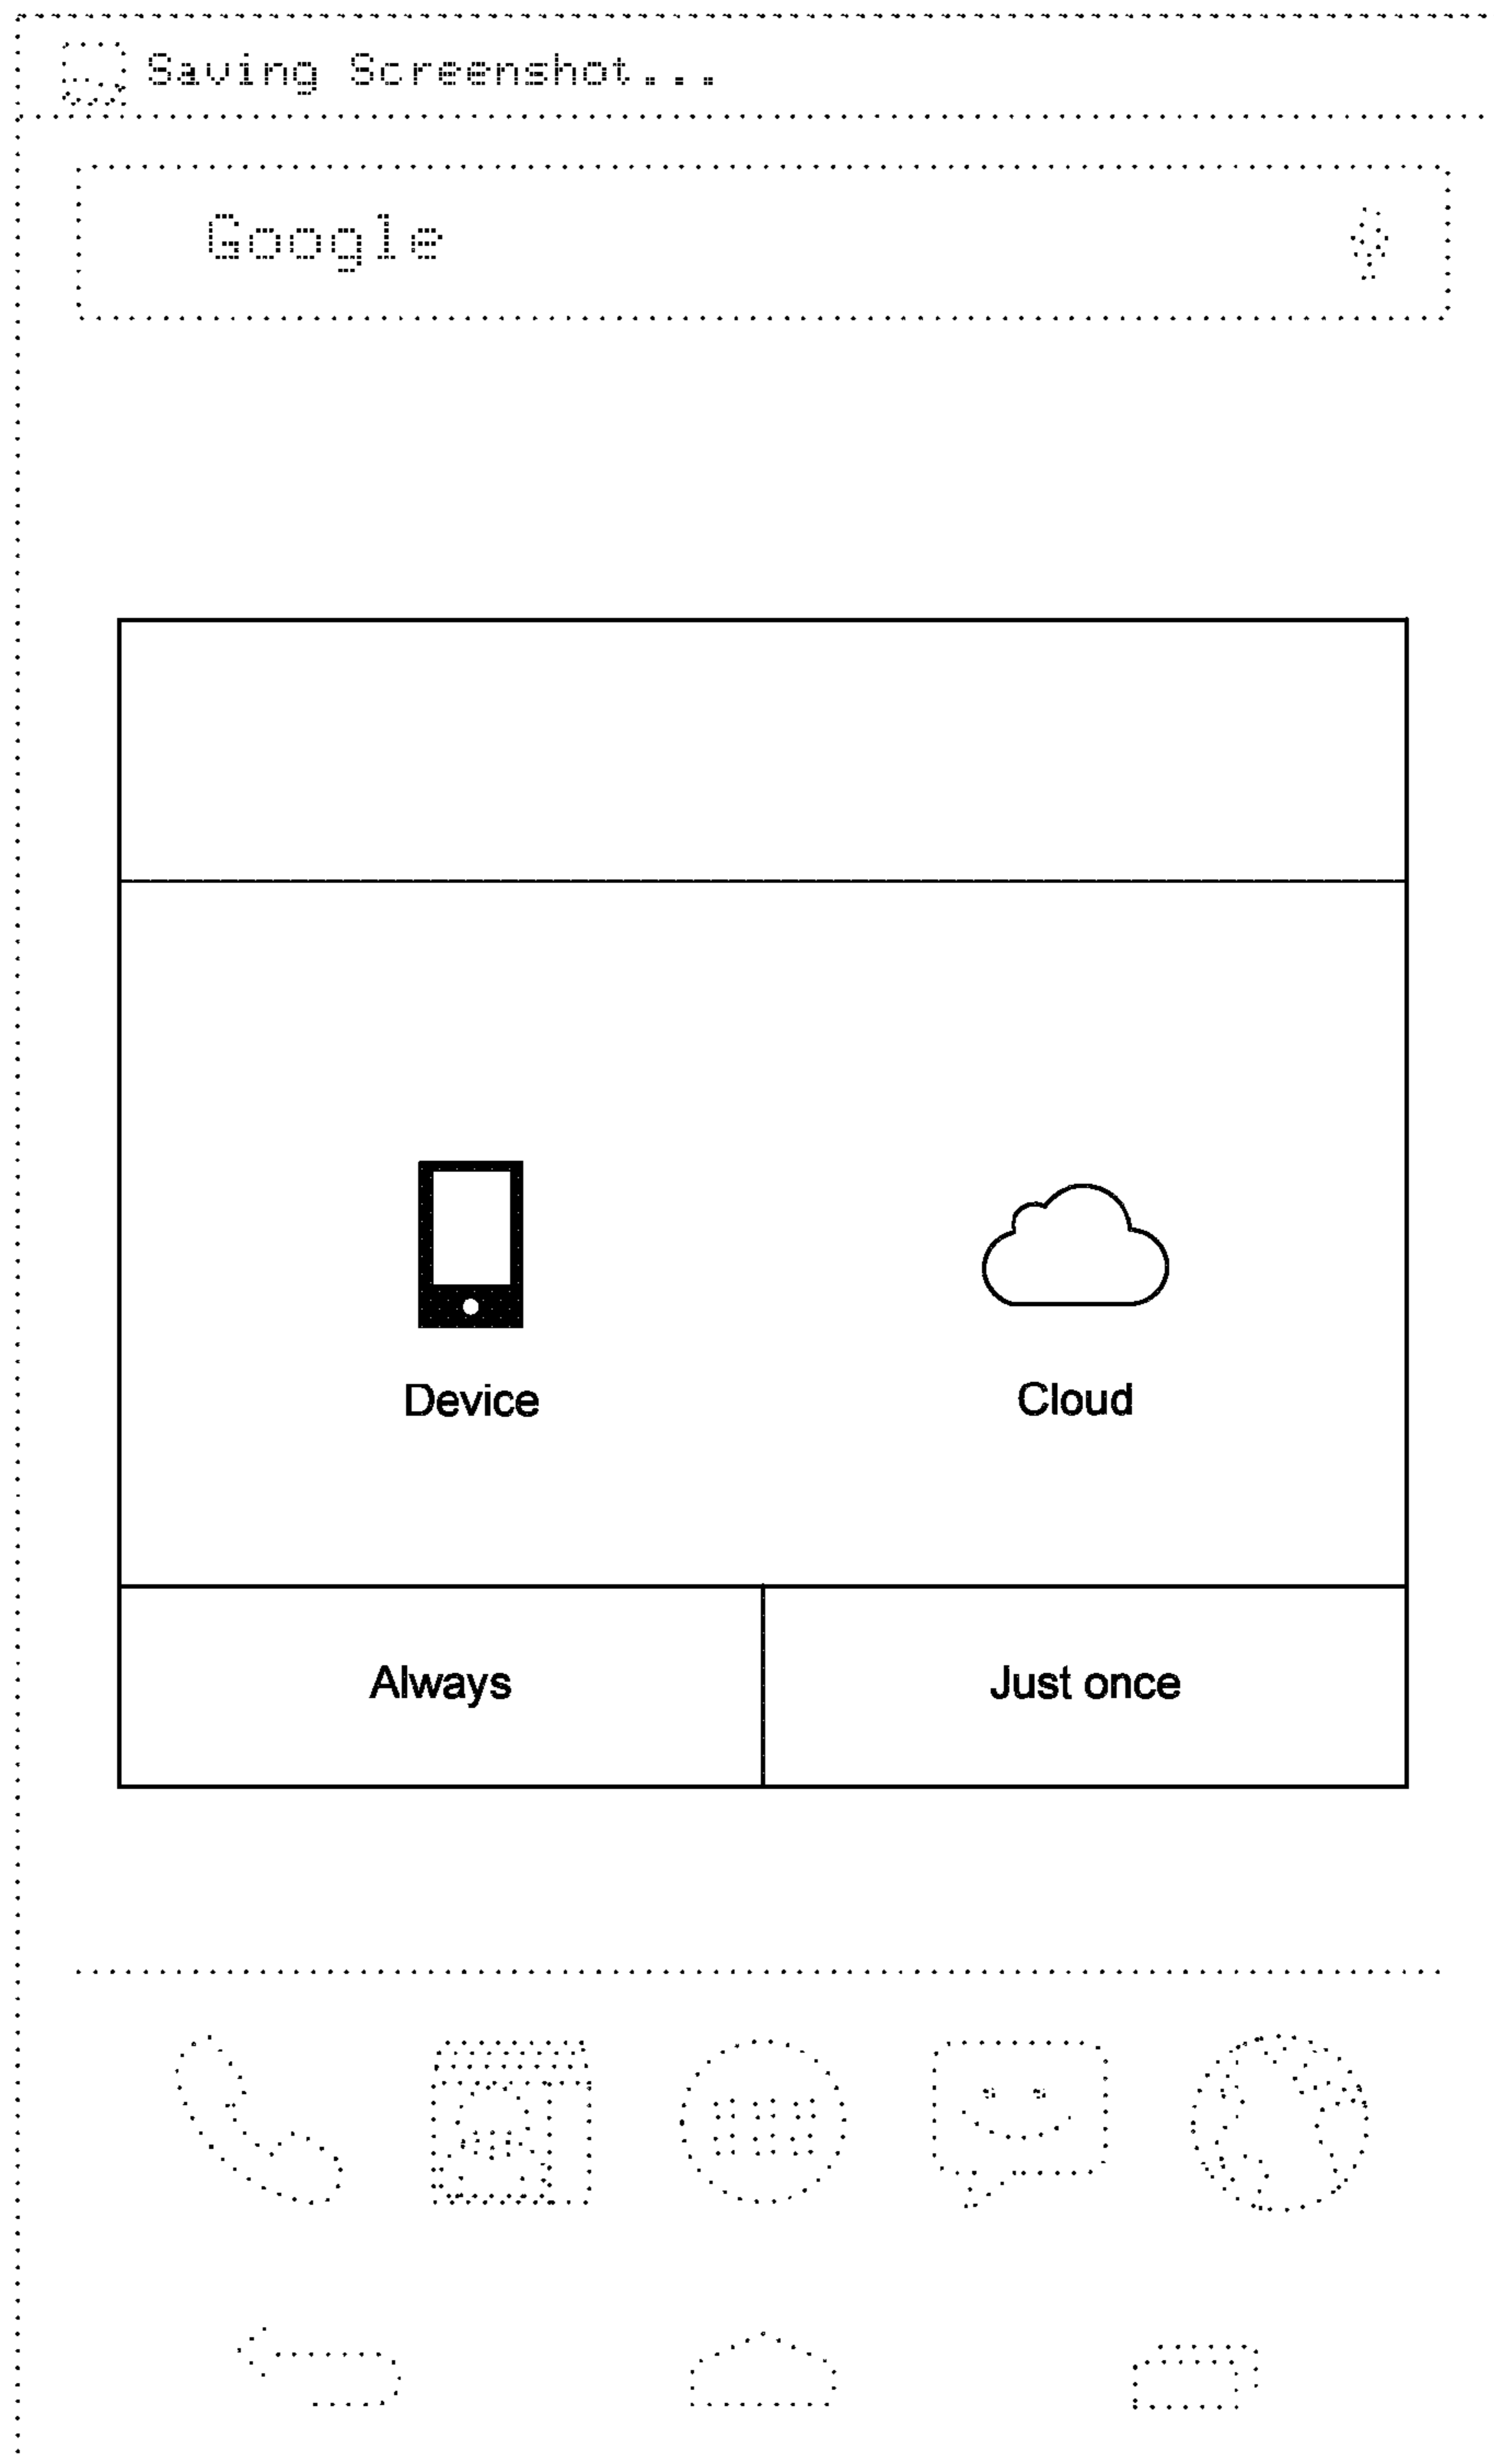 Saving Screenshot...
Google
Device Cloud
Always Just once